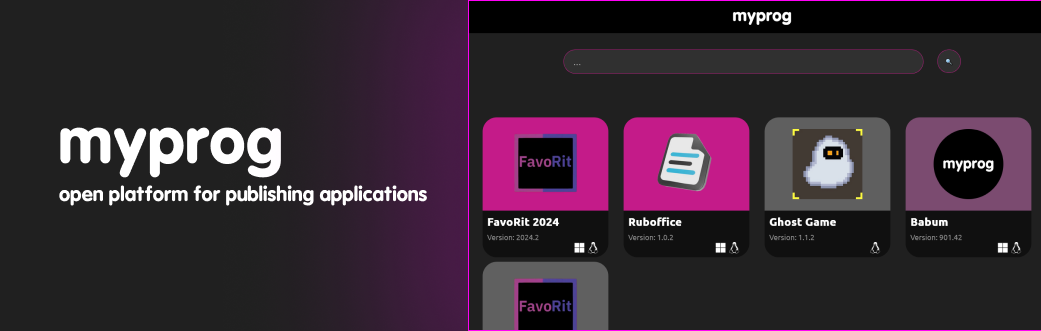 myprog
open platform for publishing applications
myprog
...
FavoRit
FavoRit 2024
Version: 2024.2
Ruboffice
Version: 1.0.2
Ghost Game
Version: 1.1.2
myprog
Babum
Version: 901.42
FavoRit